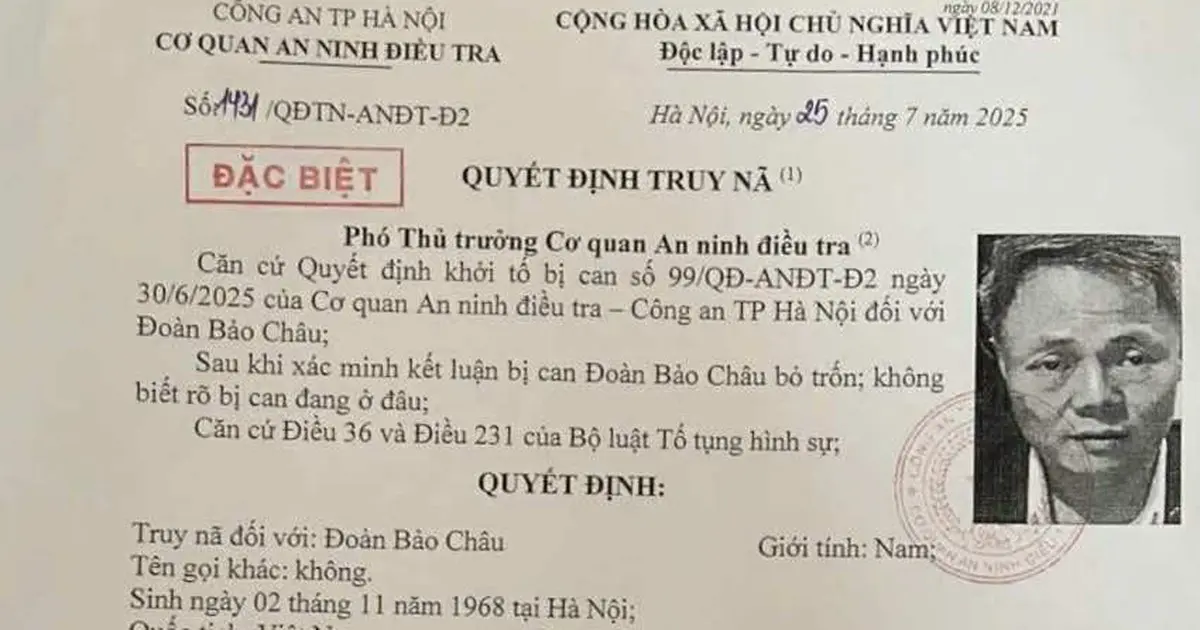 ngày 08/12/2021
CÔNG AN TP HÀ NỘI
CỘNG HÒA XÃ HỘI CHỦ NGHĨA VIỆT NAM
CƠ QUAN AN NINH ĐIỀU TRA
Độc lập - Tự do - Hạnh phúc
Số:1431/QĐTN-ANĐT-Đ2
Hà Nội, ngày 25 tháng 7 năm 2025
ĐẶC BIỆT
QUYẾT ĐỊNH TRUY NÃ (1)
Phó Thủ trưởng Cơ quan An ninh điều tra (2)
Căn cứ Quyết định khởi tố bị can số 99/QĐ-ANĐT-Đ2 ngày
30/6/2025 của Cơ quan An ninh điều tra – Công an TP Hà Nội đối với
Đoàn Bảo Châu;
Sau khi xác minh kết luận bị can Đoàn Bảo Châu bỏ trốn; không
biết rõ bị can đang ở đâu;
Căn cứ Điều 36 và Điều 231 của Bộ luật Tố tụng hình sự;
QUYẾT ĐỊNH:
Truy nã đối với: Đoàn Bảo Châu
Giới tính: Nam;
Tên gọi khác: không.
Sinh ngày 02 tháng 11 năm 1968 tại Hà Nội;